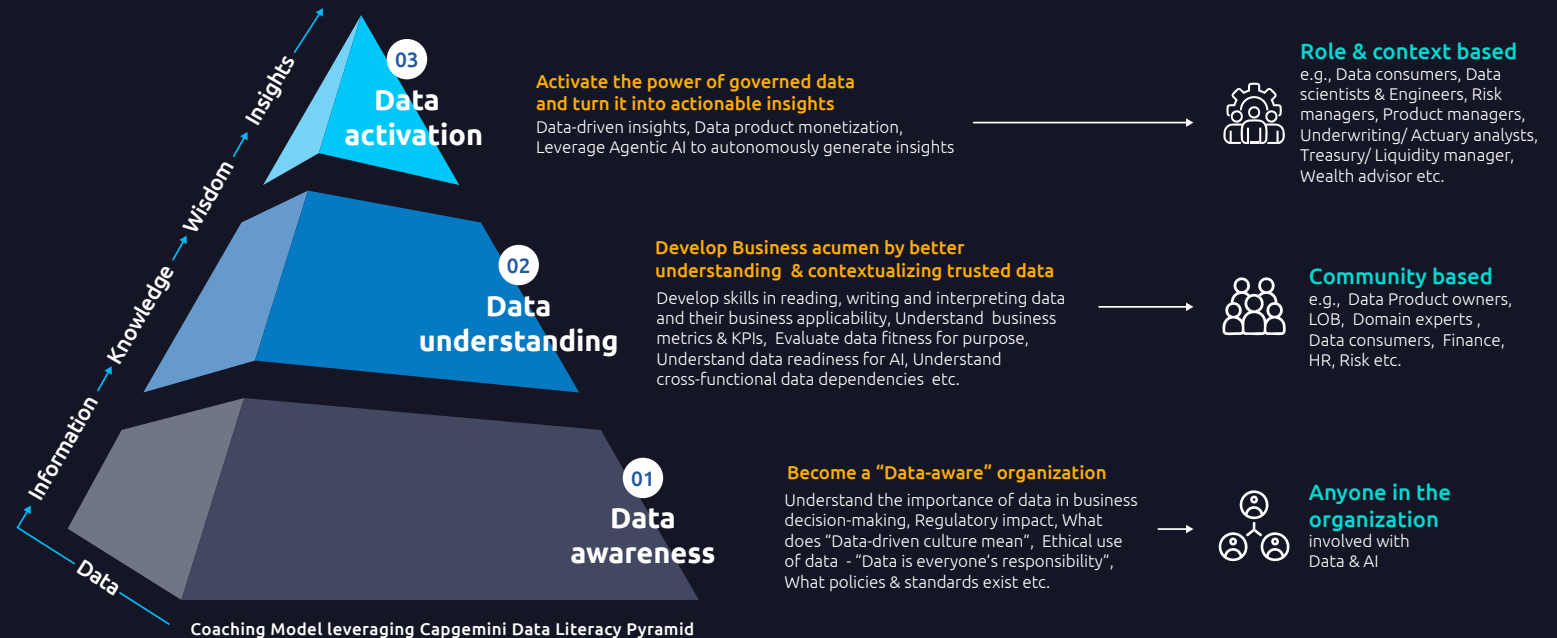 Insights
Wisdom
Knowledge
Information
Data
03
Data
activation
Activate the power of governed data
and turn it into actionable insights
Data-driven insights, Data product monetization,
Leverage Agentic AI to autonomously generate insights
Role & context based
e.g., Data consumers, Data
scientists & Engineers, Risk
managers, Product managers,
Underwriting/ Actuary analysts,
Treasury/ Liquidity manager,
Wealth advisor etc.
02
Data
understanding
Develop Business acumen by better
understanding & contextualizing trusted data
Develop skills in reading, writing and interpreting data
and their business applicability, Understand business
metrics & KPIs, Evaluate data fitness for purpose,
Understand data readiness for AI, Understand
cross-functional data dependencies etc.
Community based
e.g., Data Product owners,
LOB, Domain experts ,
Data consumers, Finance,
HR, Risk etc.
01
Data
awareness
Become a “Data-aware” organization
Understand the importance of data in business
decision-making, Regulatory impact, What
does “Data-driven culture mean”, Ethical use
of data - “Data is everyone’s responsibility”,
What policies & standards exist etc.
Anyone in the
organization
involved with
Data & AI
Coaching Model leveraging Capgemini Data Literacy Pyramid